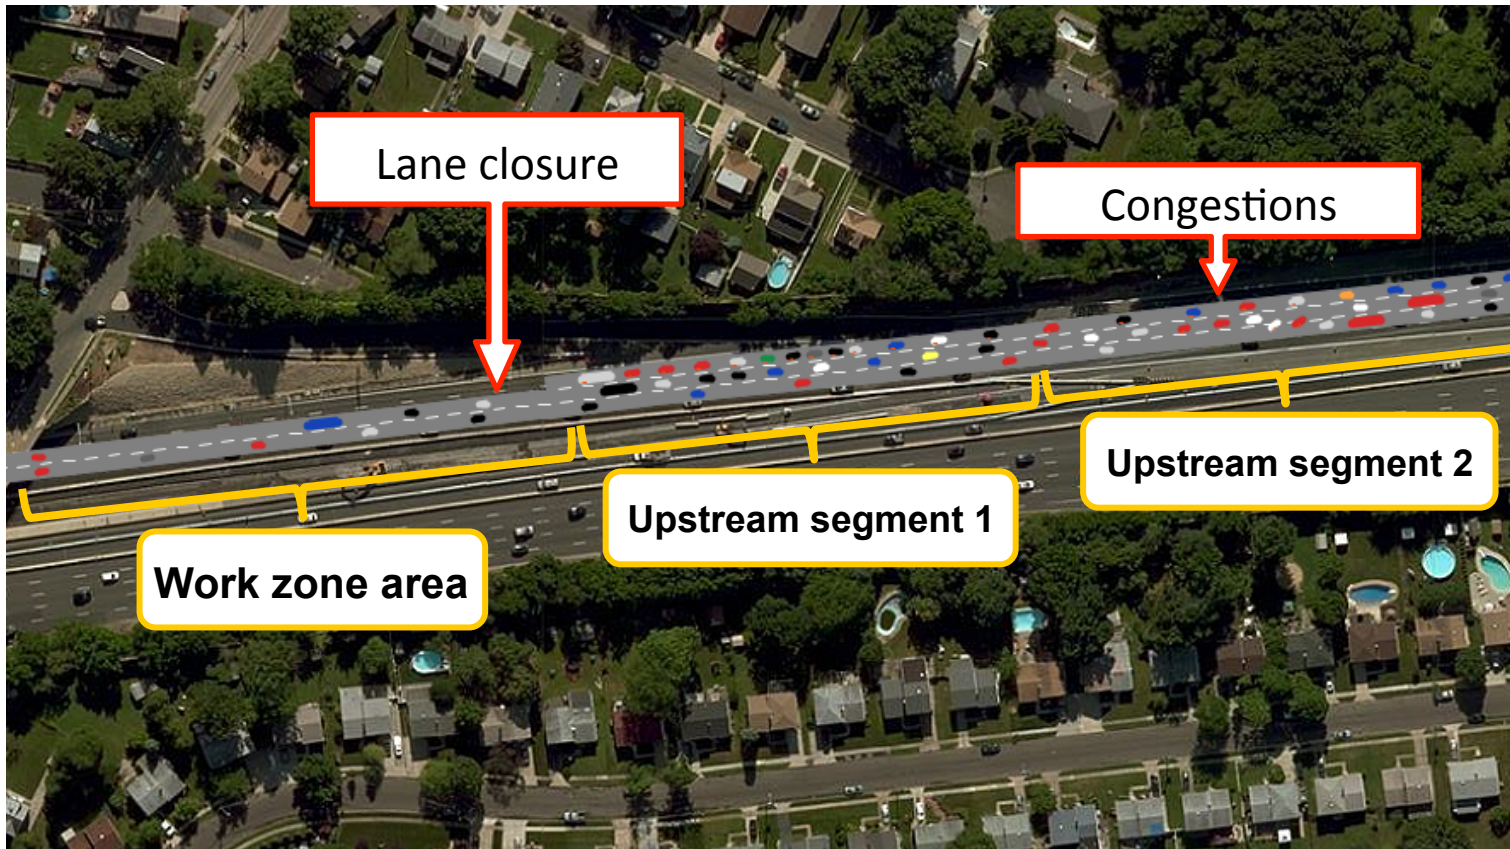 Lane closure
Congestions
Upstream segment 2
Upstream segment 1
Work zone area